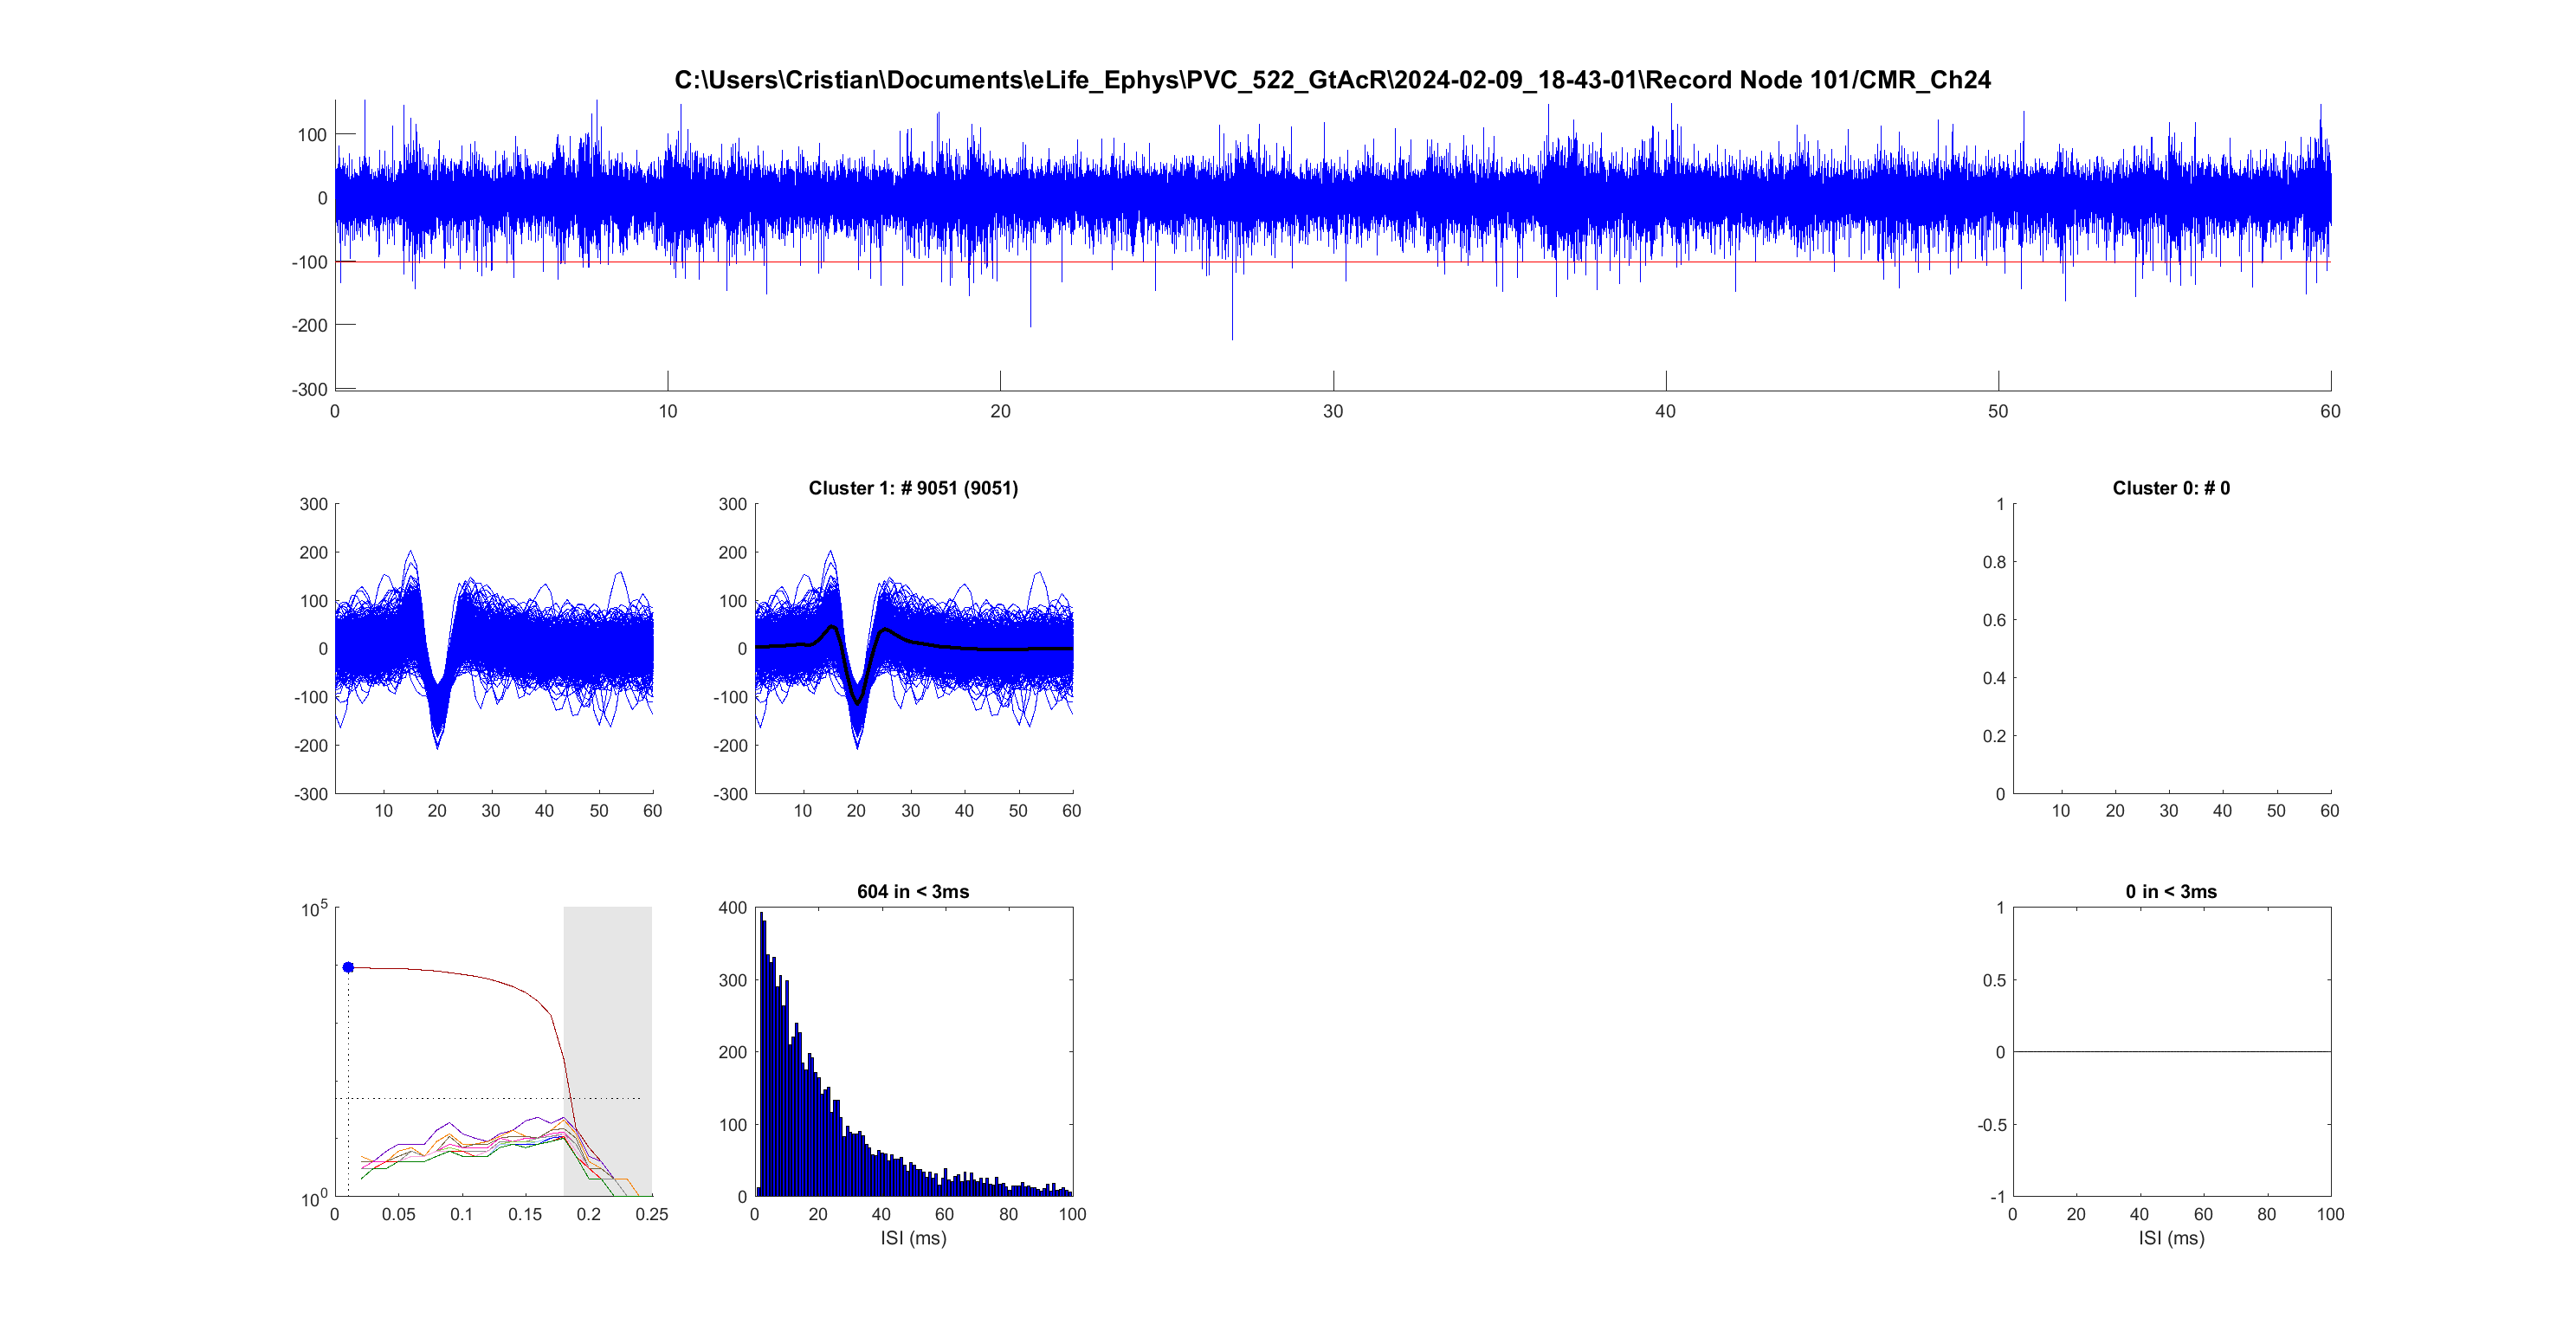 C:\Users\Cristian\Documents\eLife_Ephys\PVC_522_GtAcR\2024-02-09_18-43-01\Record Node 101/CMR_Ch24
100
0
-100
-200
-300
0 10 20 30 40 50 60
Cluster 1: # 9051 (9051)
Cluster 0: # 0
300
200
100
0
-100
-200
-300
10 20 30 40 50 60
300
200
100
0
-100
-200
-300
10 20 30 40 50 60
1
0.8
0.6
0.4
0.2
0
10 20 30 40 50 60
604 in < 3ms
0 in < 3ms
10^5
10^0
0 0.05 0.1 0.15 0.2 0.25
400
300
200
100
0
0 20 40 60 80 100
ISI (ms)
1
0.5
0
-0.5
-1
0 20 40 60 80 100
ISI (ms)